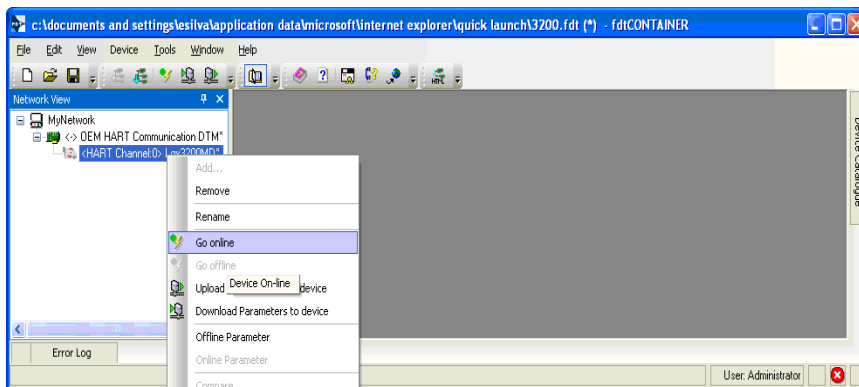 c:\documents and settings\esilva\application data\microsoft\internet explorer\quick launch\3200.fdt (*) - fdtCONTAINER
File Edit View Device Tools Window Help
Network View
MyNetwork
<-> OEM HART Communication DTM*
<HART Channel:0> Lqv3200MD*
Add...
Remove
Rename
Go online
Go offline
Device On-line
Upload device
Download Parameters to device
Offline Parameter
Online Parameter
Compare
Device Catalogue
Error Log
User: Administrator